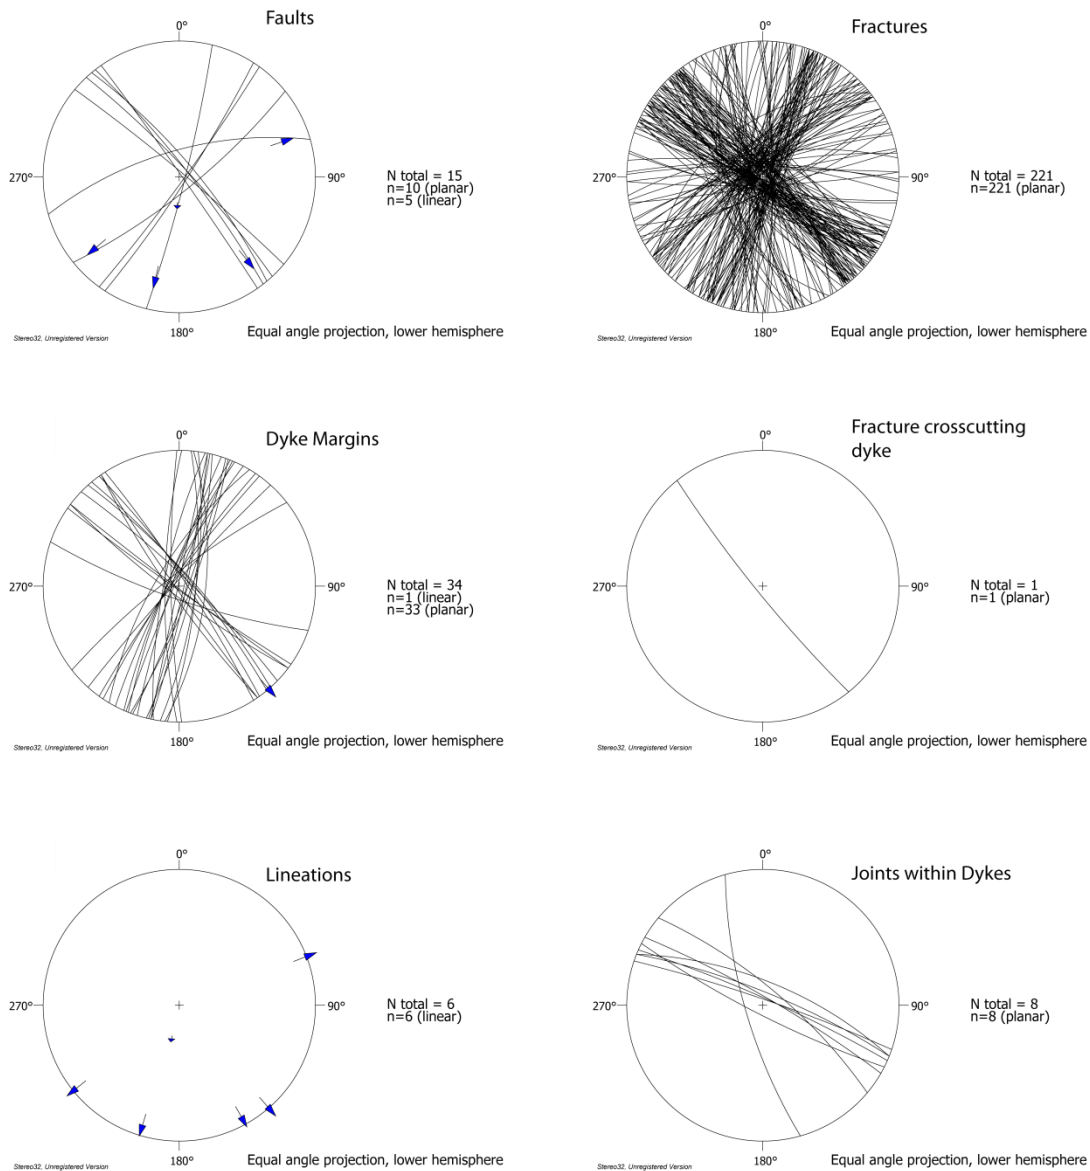 Faults
0°
270°
90°
N total = 15
n=10 (planar)
n=5 (linear)
180°
Equal angle projection, lower hemisphere
Stereo32, Unregistered Version
Fractures
0°
270°
90°
N total = 221
n=221 (planar)
180°
Equal angle projection, lower hemisphere
Stereo32, Unregistered Version
Dyke Margins
0°
270°
90°
N total = 34
n=1 (linear)
n=33 (planar)
180°
Equal angle projection, lower hemisphere
Stereo32, Unregistered Version
Fracture crosscutting
dyke
0°
270°
90°
N total = 1
n=1 (planar)
180°
Equal angle projection, lower hemisphere
Stereo32, Unregistered Version
Lineations
0°
270°
90°
N total = 6
n=6 (linear)
180°
Equal angle projection, lower hemisphere
Stereo32, Unregistered Version
Joints within Dykes
0°
270°
90°
N total = 8
n=8 (planar)
180°
Equal angle projection, lower hemisphere
Stereo32, Unregistered Version